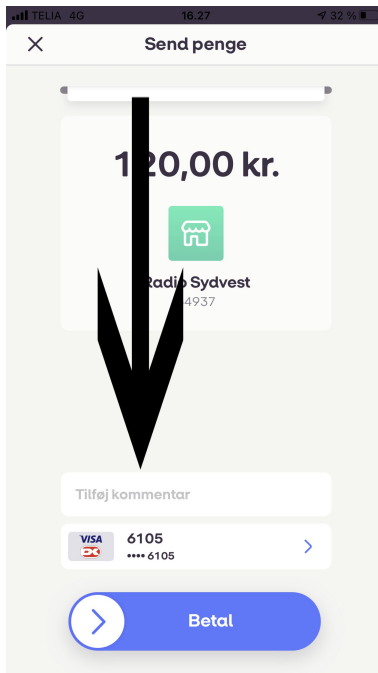 TELIA 4G 16.27 32 %
Send penge
120,00 kr.
Radio Sydvest
4937
Tilføj kommentar
VISA 6105
•••• 6105
Betal